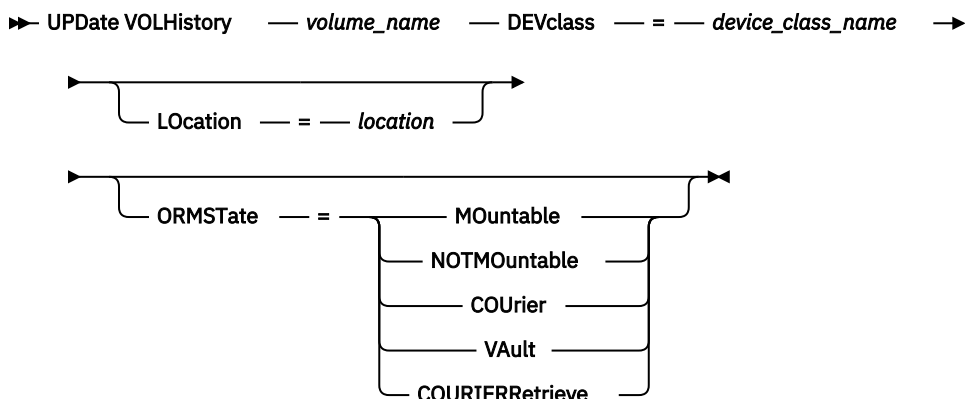 UPDate VOLHistory volume_name DEVclass = device_class_name
LOcation = location
ORMSTate = MOuntable
NOTMOuntable
COUrier
VAult
COURIERRetrieve